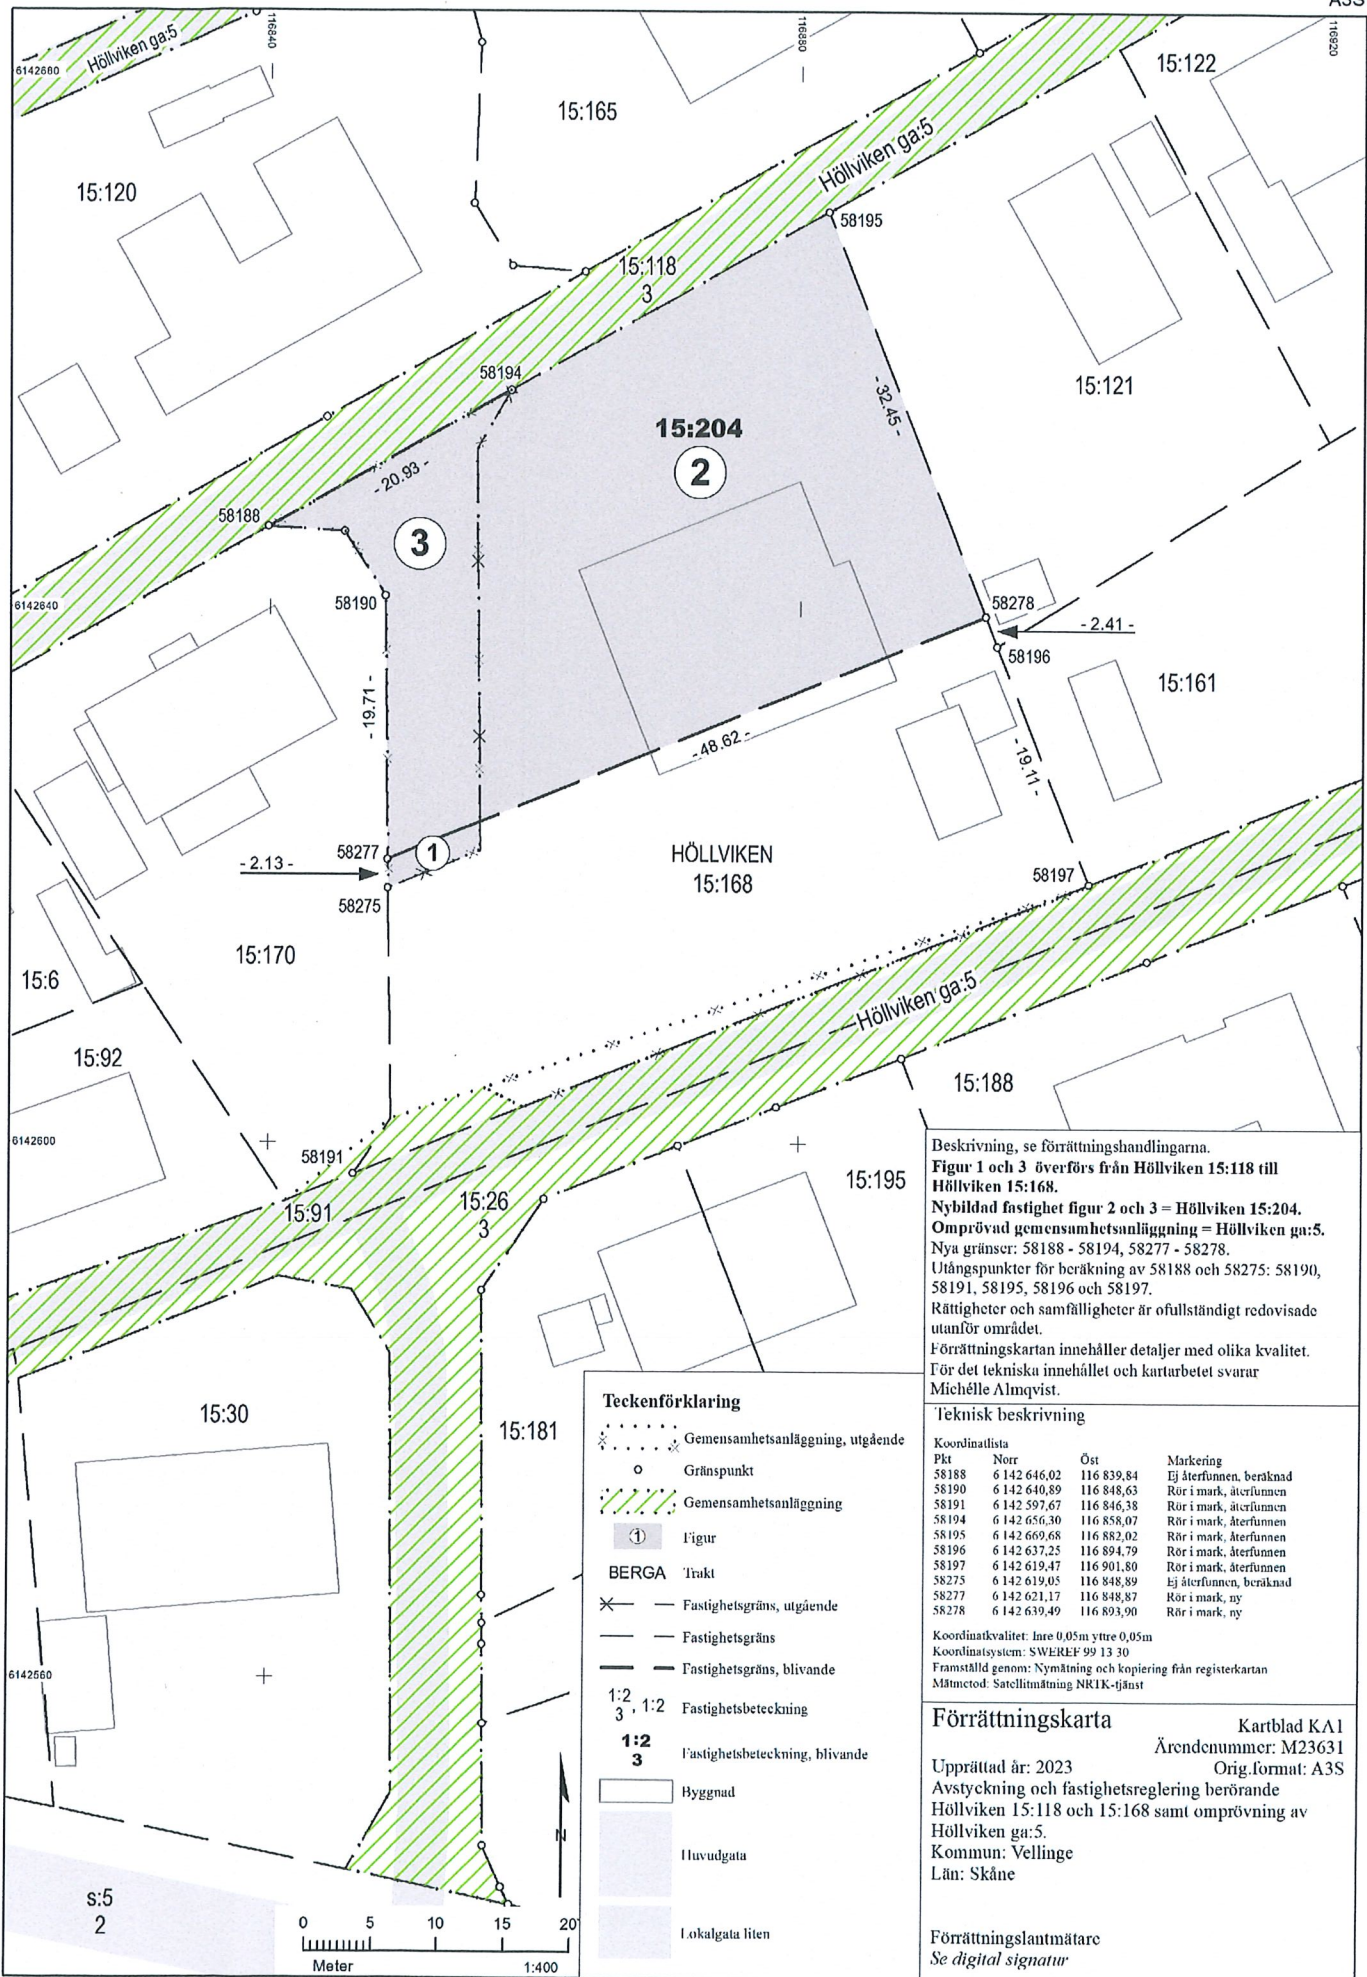 A3S
116840
116880
116920
6142680
Höllviken ga:5
15:122
15:165
15:120
Höllviken ga:5
58195
15:118
3
58194
-32.45-
15:121
15:204
2
-20.93-
58188
3
6142640
58190
58278
-2.41-
58196
15:161
-19.71-
-48.62-
-19.11-
58277
1
HÖLLVIKEN
15:168
-2.13-
58275
58197
15:170
15:6
Höllviken ga:5
15:92
15:188
6142600
58191
15:195
15:91
15:26
3
15:30
15:181
6142560
s:5
2
N
0 5 10 15 20
Meter 1:400
Teckenförklaring
Gemensamhetsanläggning, utgående
Gränspunkt
Gemensamhetsanläggning
1 Figur
BERGA Trakt
Fastighetsgräns, utgående
Fastighetsgräns
Fastighetsgräns, blivande
1:2
3 , 1:2 Fastighetsbeteckning
1:2
3 Fastighetsbeteckning, blivande
Byggnad
Huvudgata
Lokalgata liten
Beskrivning, se förrättningshandlingarna.
Figur 1 och 3 överförs från Höllviken 15:118 till
Höllviken 15:168.
Nybildad fastighet figur 2 och 3 = Höllviken 15:204.
Omprövad gemensamhetsanläggning = Höllviken ga:5.
Nya gränser: 58188 - 58194, 58277 - 58278.
Utångspunkter för beräkning av 58188 och 58275: 58190,
58191, 58195, 58196 och 58197.
Rättigheter och samfälligheter är ofullständigt redovisade
utanför området.
Förrättningskartan innehåller detaljer med olika kvalitet.
För det tekniska innehållet och kartarbetet svarar
Michélle Almqvist.
Teknisk beskrivning
Koordinatlista
Pkt Norr Öst Markering
58188 6 142 646,02 116 839,84 Ej återfunnen, beräknad
58190 6 142 640,89 116 848,63 Rör i mark, återfunnen
58191 6 142 597,67 116 846,38 Rör i mark, återfunnen
58194 6 142 656,30 116 858,07 Rör i mark, återfunnen
58195 6 142 669,68 116 882,02 Rör i mark, återfunnen
58196 6 142 637,25 116 894,79 Rör i mark, återfunnen
58197 6 142 619,47 116 901,80 Rör i mark, återfunnen
58275 6 142 619,05 116 848,89 Ej återfunnen, beräknad
58277 6 142 621,17 116 848,87 Rör i mark, ny
58278 6 142 639,49 116 893,90 Rör i mark, ny
Koordinatkvalitet: Inre 0,05m yttre 0,05m
Koordinatsystem: SWEREF 99 13 30
Framställd genom: Nymätning och kopiering från registerkartan
Mätmetod: Satellitmätning NRTK-tjänst
Förrättningskarta
Kartblad KA1
Ärendenummer: M23631
Upprättad år: 2023 Orig.format: A3S
Avstyckning och fastighetsreglering berörande
Höllviken 15:118 och 15:168 samt omprövning av
Höllviken ga:5.
Kommun: Vellinge
Län: Skåne
Förrättningslantmätare
Se digital signatur